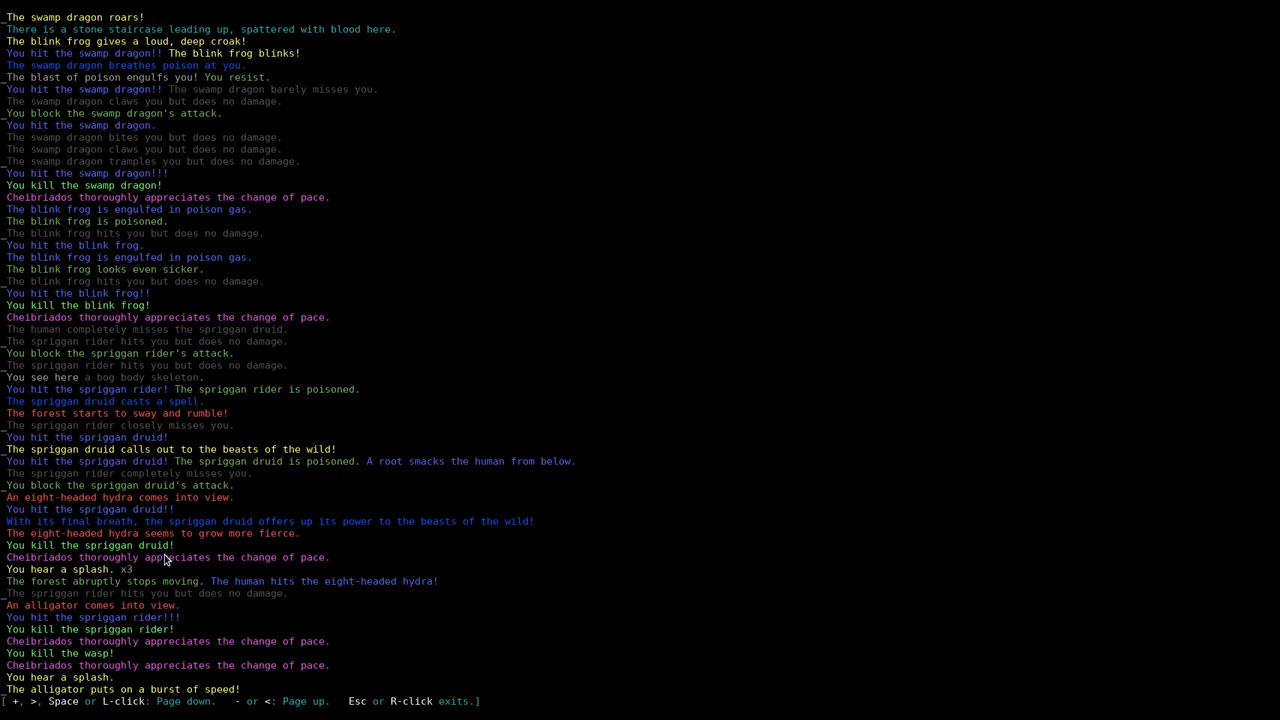 _The swamp dragon roars!
There is a stone staircase leading up, spattered with blood here.
The blink frog gives a loud, deep croak!
You hit the swamp dragon!! The blink frog blinks!
The swamp dragon breathes poison at you.
_The blast of poison engulfs you! You resist.
You hit the swamp dragon!! The swamp dragon barely misses you.
The swamp dragon claws you but does no damage.
_You block the swamp dragon's attack.
You hit the swamp dragon.
The swamp dragon bites you but does no damage.
The swamp dragon claws you but does no damage.
_The swamp dragon tramples you but does no damage.
You hit the swamp dragon!!!
You kill the swamp dragon!
Cheibriados thoroughly appreciates the change of pace.
The blink frog is engulfed in poison gas.
The blink frog is poisoned.
_The blink frog hits you but does no damage.
You hit the blink frog.
The blink frog is engulfed in poison gas.
The blink frog looks even sicker.
_The blink frog hits you but does no damage.
You hit the blink frog!!
You kill the blink frog!
Cheibriados thoroughly appreciates the change of pace.
The human completely misses the spriggan druid.
_The spriggan rider hits you but does no damage.
You block the spriggan rider's attack.
_The spriggan rider hits you but does no damage.
You see here a bog body skeleton.
You hit the spriggan rider! The spriggan rider is poisoned.
The spriggan druid casts a spell.
The forest starts to sway and rumble!
_The spriggan rider closely misses you.
You hit the spriggan druid!
_The spriggan druid calls out to the beasts of the wild!
You hit the spriggan druid! The spriggan druid is poisoned. A root smacks the human from below.
The spriggan rider completely misses you.
_You block the spriggan druid's attack.
An eight-headed hydra comes into view.
You hit the spriggan druid!!
With its final breath, the spriggan druid offers up its power to the beasts of the wild!
The eight-headed hydra seems to grow more fierce.
You kill the spriggan druid!
Cheibriados thoroughly appreciates the change of pace.
You hear a splash. x3
The forest abruptly stops moving. The human hits the eight-headed hydra!
_The spriggan rider hits you but does no damage.
An alligator comes into view.
You hit the spriggan rider!!!
You kill the spriggan rider!
Cheibriados thoroughly appreciates the change of pace.
You kill the wasp!
Cheibriados thoroughly appreciates the change of pace.
You hear a splash.
_The alligator puts on a burst of speed!
[ +, >, Space or L-click: Page down.   - or <: Page up.   Esc or R-click exits.]